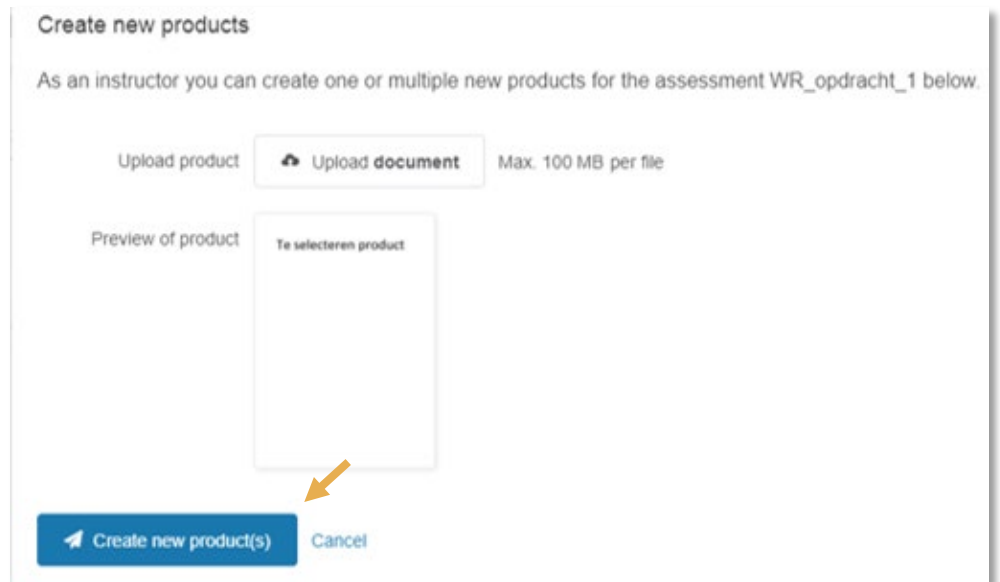 Create new products
As an instructor you can create one or multiple new products for the assessment WR_opdracht_1 below.
Upload product
Upload document
Max. 100 MB per file
Preview of product
Te selecteren product
Create new product(s)
Cancel